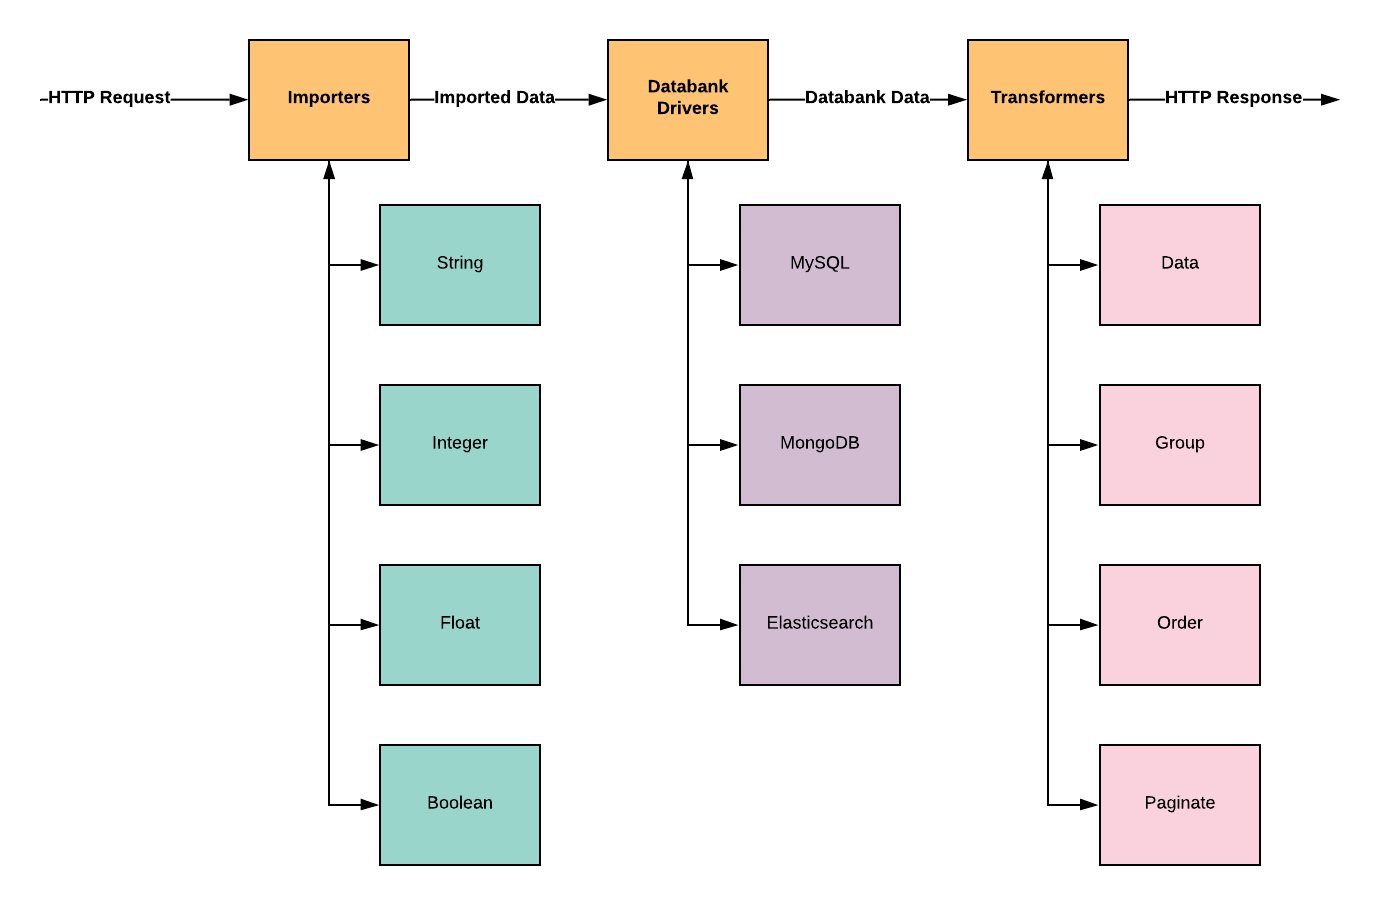 HTTP Request
Importers
Imported Data
Databank
Drivers
Databank Data
Transformers
HTTP Response
String
MySQL
Data
Integer
MongoDB
Group
Float
Elasticsearch
Order
Boolean
Paginate